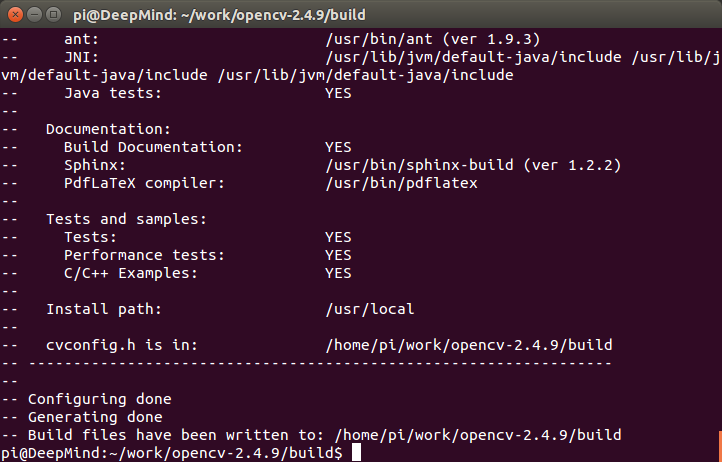 pi@DeepMind: ~/work/opencv-2.4.9/build
--     ant:                         /usr/bin/ant (ver 1.9.3)
--     JNI:                         /usr/lib/jvm/default-java/include /usr/lib/j
vm/default-java/include /usr/lib/jvm/default-java/include
--     Java tests:                  YES
--
--   Documentation:
--     Build Documentation:         YES
--     Sphinx:                      /usr/bin/sphinx-build (ver 1.2.2)
--     PdfLaTeX compiler:           /usr/bin/pdflatex
--
--   Tests and samples:
--     Tests:                       YES
--     Performance tests:           YES
--     C/C++ Examples:              YES
--
--   Install path:                  /usr/local
--
--   cvconfig.h is in:              /home/pi/work/opencv-2.4.9/build
-- -----------------------------------------------------------------
--
-- Configuring done
-- Generating done
-- Build files have been written to: /home/pi/work/opencv-2.4.9/build
pi@DeepMind:~/work/opencv-2.4.9/build$